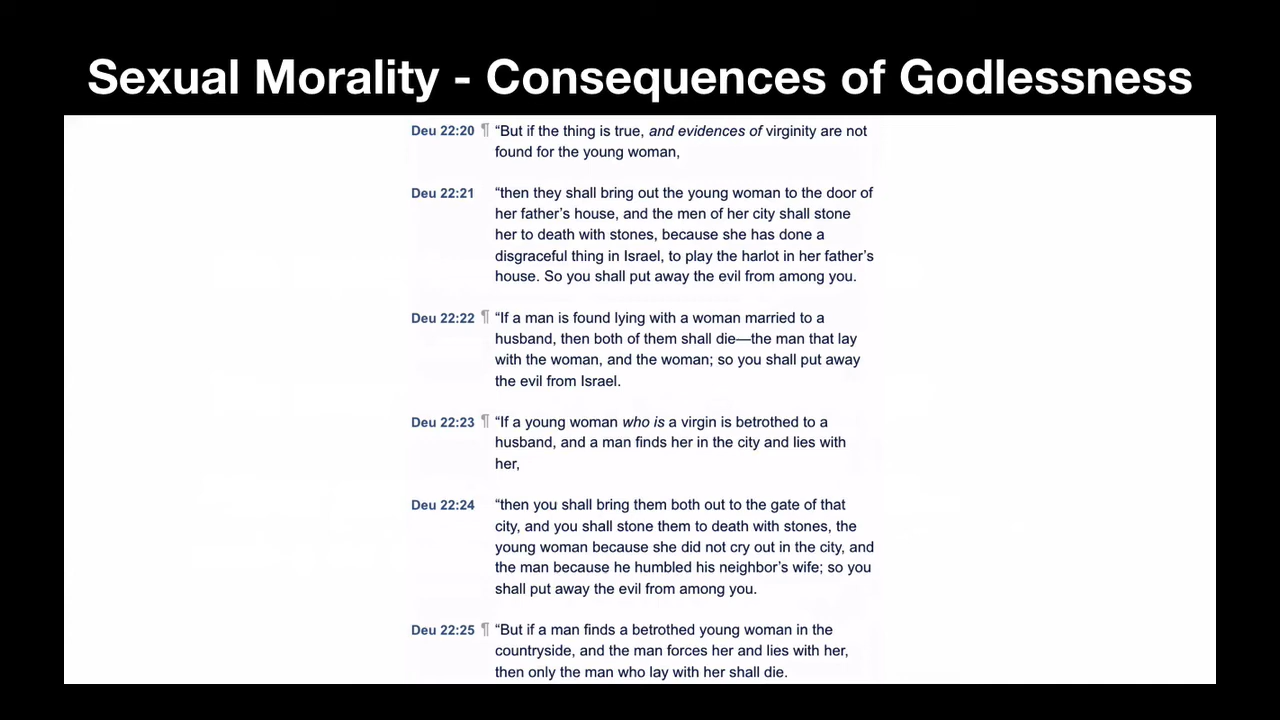 Sexual Morality - Consequences of Godlessness
Deu 22:20 ¶ “But if the thing is true, and evidences of virginity are not
found for the young woman,
Deu 22:21 “then they shall bring out the young woman to the door of
her father’s house, and the men of her city shall stone
her to death with stones, because she has done a
disgraceful thing in Israel, to play the harlot in her father’s
house. So you shall put away the evil from among you.
Deu 22:22 ¶ “If a man is found lying with a woman married to a
husband, then both of them shall die—the man that lay
with the woman, and the woman; so you shall put away
the evil from Israel.
Deu 22:23 ¶ “If a young woman who is a virgin is betrothed to a
husband, and a man finds her in the city and lies with
her,
Deu 22:24 “then you shall bring them both out to the gate of that
city, and you shall stone them to death with stones, the
young woman because she did not cry out in the city, and
the man because he humbled his neighbor’s wife; so you
shall put away the evil from among you.
Deu 22:25 ¶ “But if a man finds a betrothed young woman in the
countryside, and the man forces her and lies with her,
then only the man who lay with her shall die.